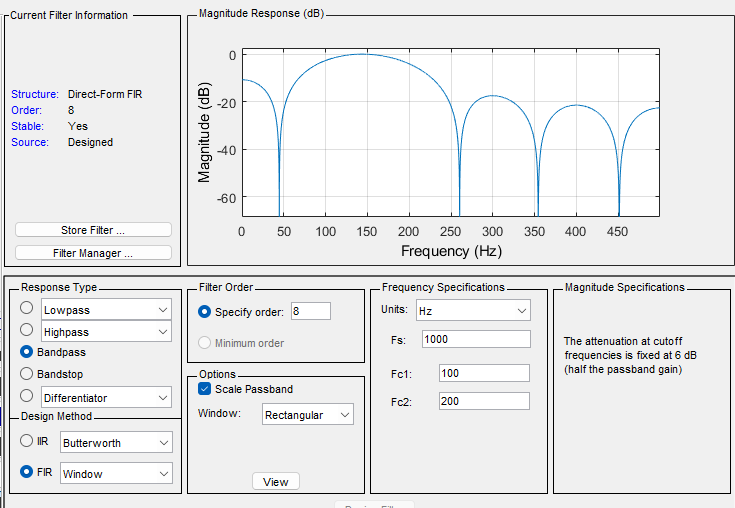 Current Filter Information
Structure: Direct-Form FIR
Order: 8
Stable: Yes
Source: Designed
Store Filter ...
Filter Manager ...
Magnitude Response (dB)
Magnitude (dB)
0
-20
-40
-60
0 50 100 150 200 250 300 350 400 450
Frequency (Hz)
Response Type
Lowpass
Highpass
Bandpass
Bandstop
Differentiator
Design Method
IIR Butterworth
FIR Window
Filter Order
Specify order: 8
Minimum order
Options
Scale Passband
Window: Rectangular
View
Frequency Specifications
Units: Hz
Fs: 1000
Fc1: 100
Fc2: 200
Magnitude Specifications
The attenuation at cutoff
frequencies is fixed at 6 dB
(half the passband gain)